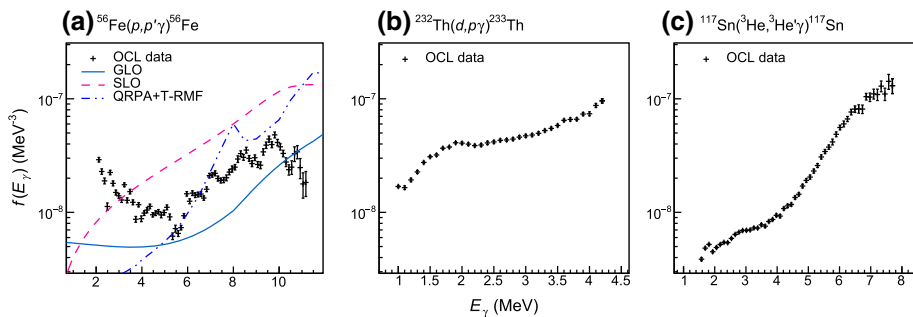 (a) ⁵⁶Fe(p,p′γ)⁵⁶Fe
(b) ²³²Th(d,pγ)²³³Th
(c) ¹¹⁷Sn(³He,³He′γ)¹¹⁷Sn
OCL data
GLO
SLO
QRPA+T-RMF
OCL data
OCL data
f(Eγ) (MeV⁻³)
10⁻⁷
10⁻⁸
10⁻⁷
10⁻⁸
10⁻⁷
10⁻⁸
2 4 6 8 10
1 1.5 2 2.5 3 3.5 4 4.5
1 2 3 4 5 6 7 8
Eγ (MeV)